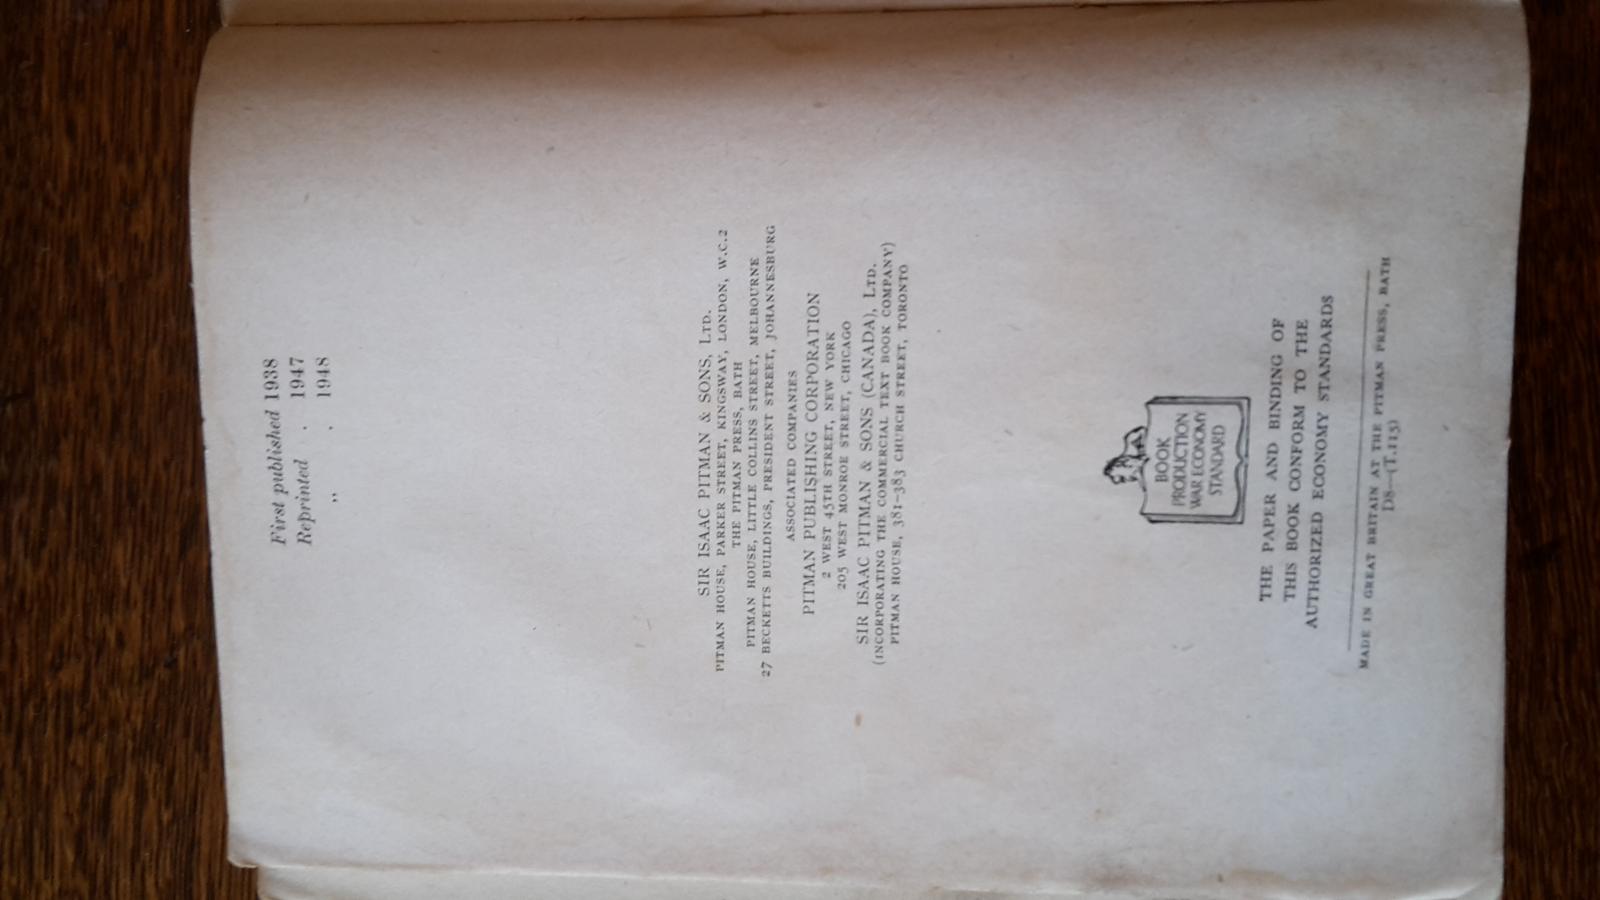 First published 1938
Reprinted . 1947
,, . 1948
SIR ISAAC PITMAN & SONS, LTD.
PITMAN HOUSE, PARKER STREET, KINGSWAY, LONDON, W.C.2
THE PITMAN PRESS, BATH
PITMAN HOUSE, LITTLE COLLINS STREET, MELBOURNE
27 BECKETTS BUILDINGS, PRESIDENT STREET, JOHANNESBURG
ASSOCIATED COMPANIES
PITMAN PUBLISHING CORPORATION
2 WEST 45TH STREET, NEW YORK
205 WEST MONROE STREET, CHICAGO
SIR ISAAC PITMAN & SONS (CANADA), LTD.
(INCORPORATING THE COMMERCIAL TEXT BOOK COMPANY)
PITMAN HOUSE, 381–383 CHURCH STREET, TORONTO
BOOK
PRODUCTION
WAR ECONOMY
STANDARD
THE PAPER AND BINDING OF
THIS BOOK CONFORM TO THE
AUTHORIZED ECONOMY STANDARDS
MADE IN GREAT BRITAIN AT THE PITMAN PRESS, BATH
D8—(T.115)